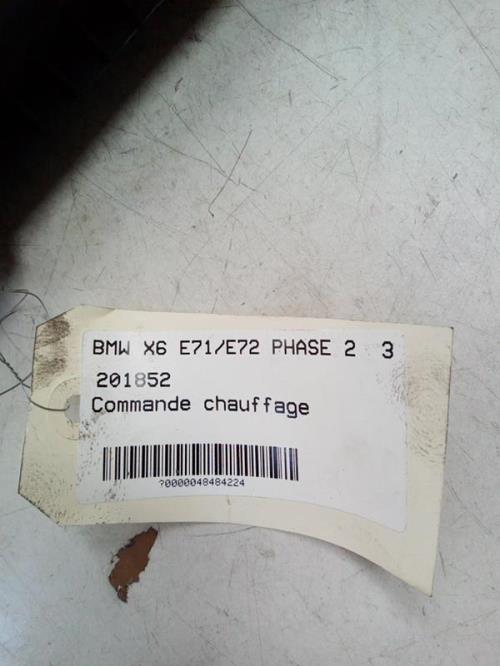 BMW X6 E71/E72 PHASE 2 3
201852
Commande chauffage
?0000048484224